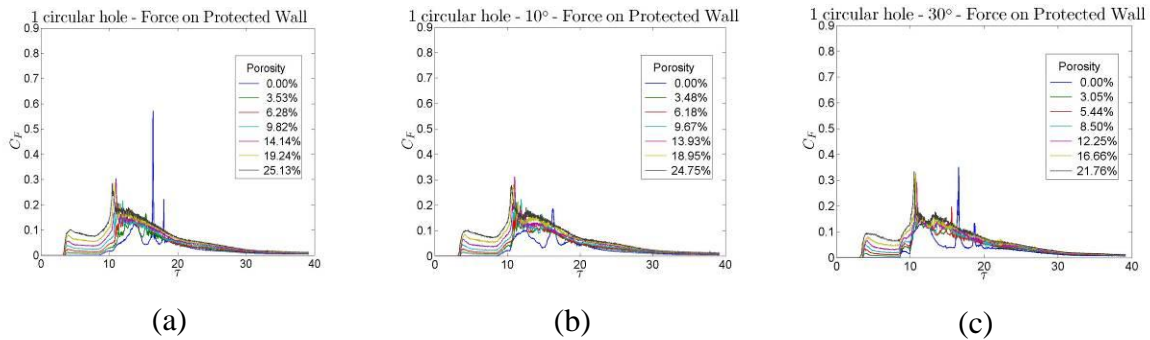 1 circular hole - Force on Protected Wall
C_F
0.9
0.8
0.7
0.6
0.5
0.4
0.3
0.2
0.1
0
0 10 20 30 40
τ
Porosity
0.00%
3.53%
6.28%
9.82%
14.14%
19.24%
25.13%
(a)
1 circular hole - 10° - Force on Protected Wall
C_F
0.9
0.8
0.7
0.6
0.5
0.4
0.3
0.2
0.1
0
0 10 20 30 40
τ
Porosity
0.00%
3.48%
6.18%
9.67%
13.93%
18.95%
24.75%
(b)
1 circular hole - 30° - Force on Protected Wall
C_F
0.9
0.8
0.7
0.6
0.5
0.4
0.3
0.2
0.1
0
0 10 20 30 40
τ
Porosity
0.00%
3.05%
5.44%
8.50%
12.25%
16.66%
21.76%
(c)